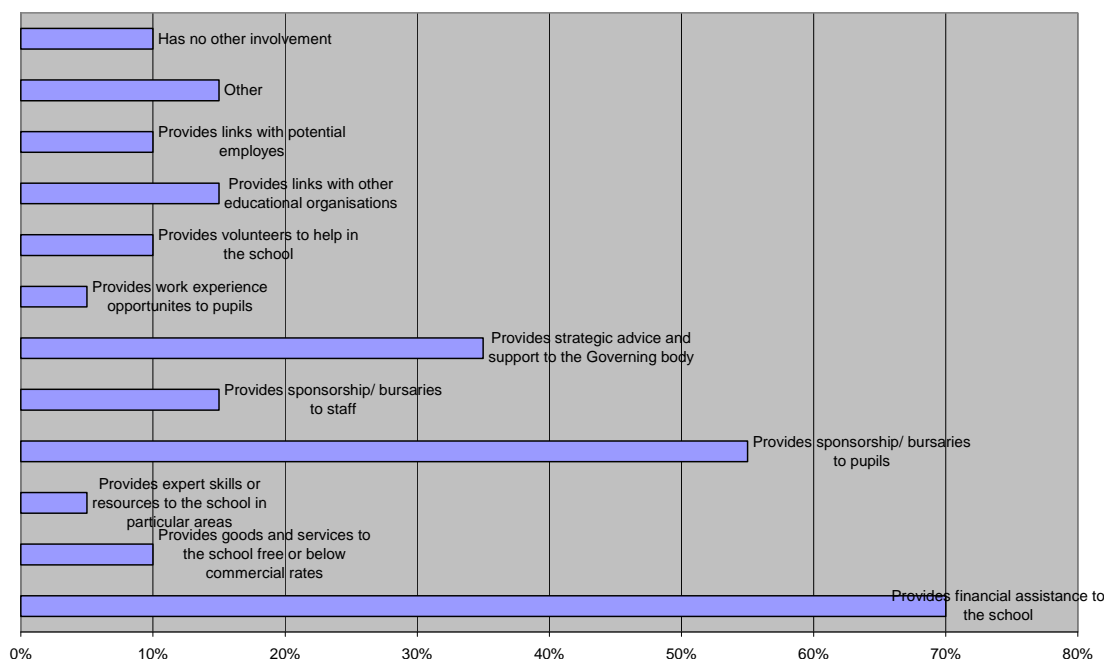 Has no other involvement
Other
Provides links with potential
employes
Provides links with other
educational organisations
Provides volunteers to help in
the school
Provides work experience
opportunites to pupils
Provides strategic advice and
support to the Governing body
Provides sponsorship/ bursaries
to staff
Provides sponsorship/ bursaries
to pupils
Provides expert skills or
resources to the school in
particular areas
Provides goods and services to
the school free or below
commercial rates
Provides financial assistance to
the school
0% 10% 20% 30% 40% 50% 60% 70% 80%